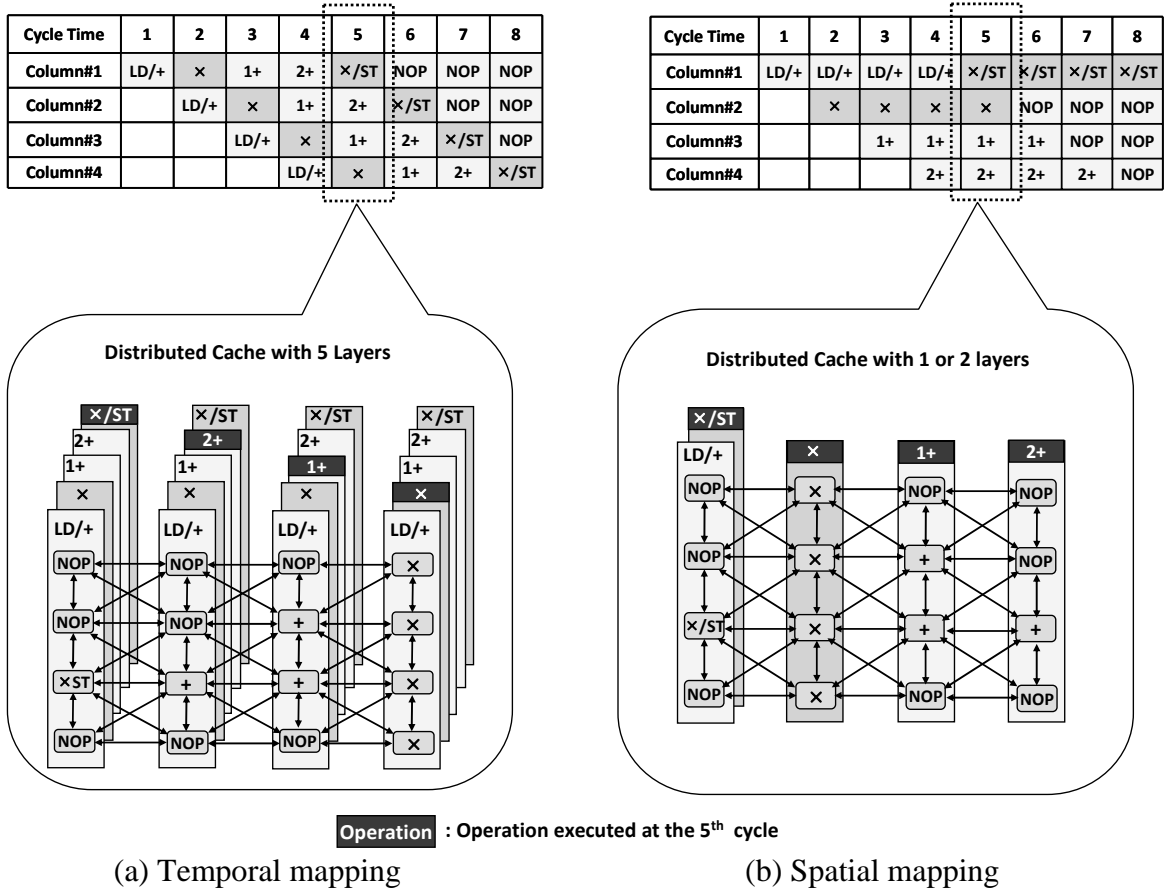 Cycle Time 1 2 3 4 5 6 7 8
Column#1 LD/+ × 1+ 2+ ×/ST NOP NOP NOP
Column#2 LD/+ × 1+ 2+ ×/ST NOP NOP
Column#3 LD/+ × 1+ 2+ ×/ST NOP
Column#4 LD/+ × 1+ 2+ ×/ST
Distributed Cache with 5 Layers
×/ST ×/ST ×/ST ×/ST
2+ 2+ 2+ 2+
1+ 1+ 1+ 1+
× × × ×
LD/+ LD/+ LD/+ LD/+
NOP NOP NOP ×
NOP NOP + ×
×ST + + ×
NOP NOP NOP ×
Cycle Time 1 2 3 4 5 6 7 8
Column#1 LD/+ LD/+ LD/+ LD/+ ×/ST ×/ST ×/ST ×/ST
Column#2 × × × × NOP NOP NOP
Column#3 1+ 1+ 1+ 1+ NOP NOP
Column#4 2+ 2+ 2+ 2+ NOP
Distributed Cache with 1 or 2 layers
×/ST
LD/+ × 1+ 2+
NOP × NOP NOP
NOP × + NOP
×/ST × + +
NOP × NOP NOP
Operation : Operation executed at the 5th cycle
(a) Temporal mapping
(b) Spatial mapping